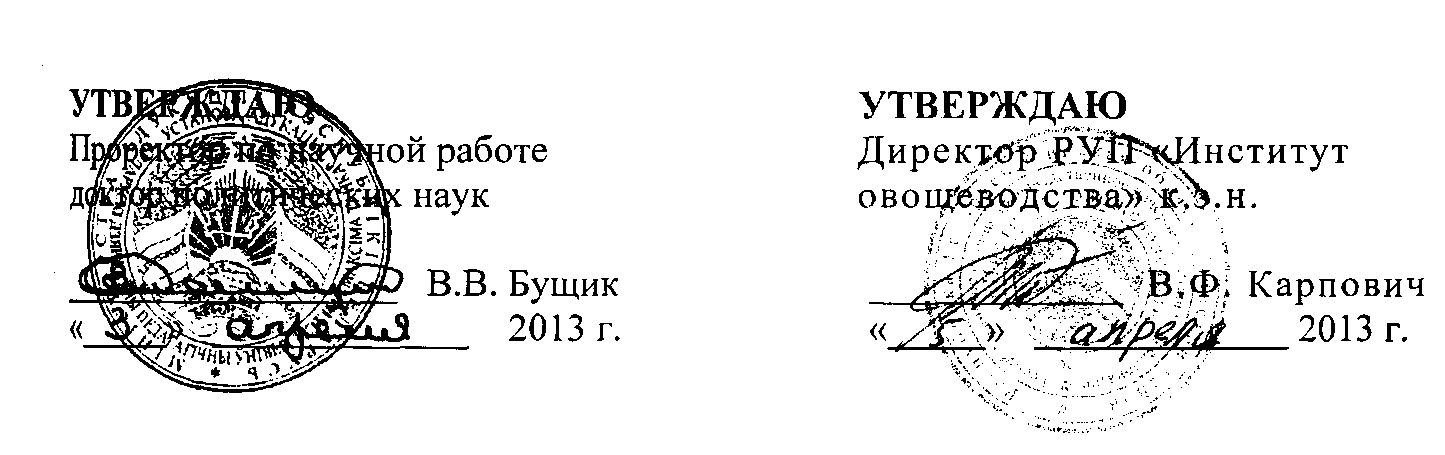 УТВЕРЖДАЮ
Проректор по научной работе
доктор политических наук
В.В. Бущик
« 3 » апреля 2013 г.
УТВЕРЖДАЮ
Директор РУП «Институт
овощеводства» к.э.н.
В.Ф. Карпович
« 5 » апреля 2013 г.